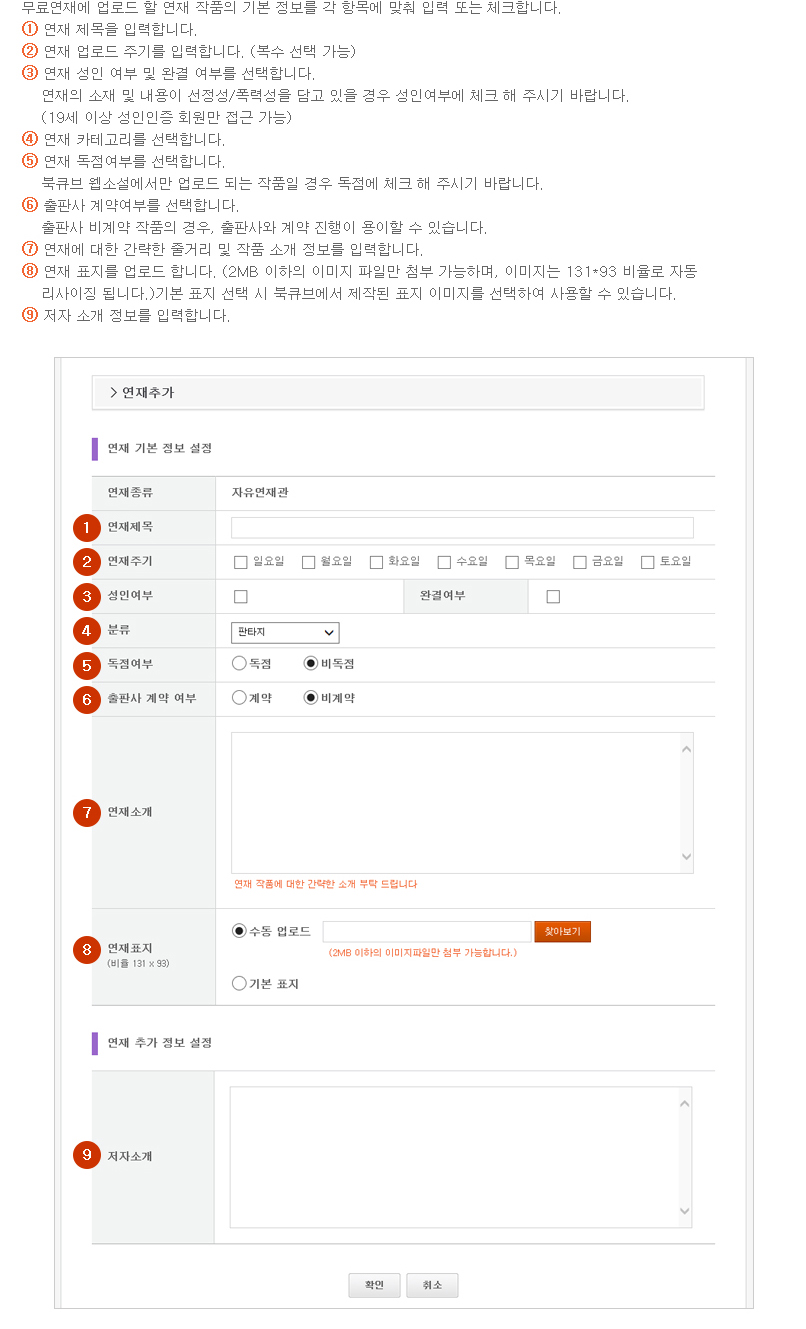 무료연재에 업로드 할 연재 작품의 기본 정보를 각 항목에 맞춰 입력 또는 체크합니다.
① 연재 제목을 입력합니다.
② 연재 업로드 주기를 입력합니다. (복수 선택 가능)
③ 연재 성인 여부 및 완결 여부를 선택합니다.
연재의 소재 및 내용이 선정성/폭력성을 담고 있을 경우 성인여부에 체크 해 주시기 바랍니다.
(19세 이상 성인인증 회원만 접근 가능)
④ 연재 카테고리를 선택합니다.
⑤ 연재 독점여부를 선택합니다.
북큐브 웹소설에서만 업로드 되는 작품일 경우 독점에 체크 해 주시기 바랍니다.
⑥ 출판사 계약여부를 선택합니다.
출판사 비계약 작품의 경우, 출판사와 계약 진행이 용이할 수 있습니다.
⑦ 연재에 대한 간략한 줄거리 및 작품 소개 정보를 입력합니다.
⑧ 연재 표지를 업로드 합니다. (2MB 이하의 이미지 파일만 첨부 가능하며, 이미지는 131*93 비율로 자동
리사이징 됩니다.)기본 표지 선택 시 북큐브에서 제작된 표지 이미지를 선택하여 사용할 수 있습니다.
⑨ 저자 소개 정보를 입력합니다.
> 연재추가
연재 기본 정보 설정
연재종류 자유연재관
1 연재제목
2 연재주기 일요일 월요일 화요일 수요일 목요일 금요일 토요일
3 성인여부 완결여부
4 분류 판타지
5 독점여부 독점 비독점
6 출판사 계약 여부 계약 비계약
7 연재소개
연재 작품에 대한 간략한 소개 부탁 드립니다
8 연재표지 수동 업로드 찾아보기
(비율 131 x 93) (2MB 이하의 이미지파일만 첨부 가능합니다.)
기본 표지
연재 추가 정보 설정
9 저자소개
확인 취소